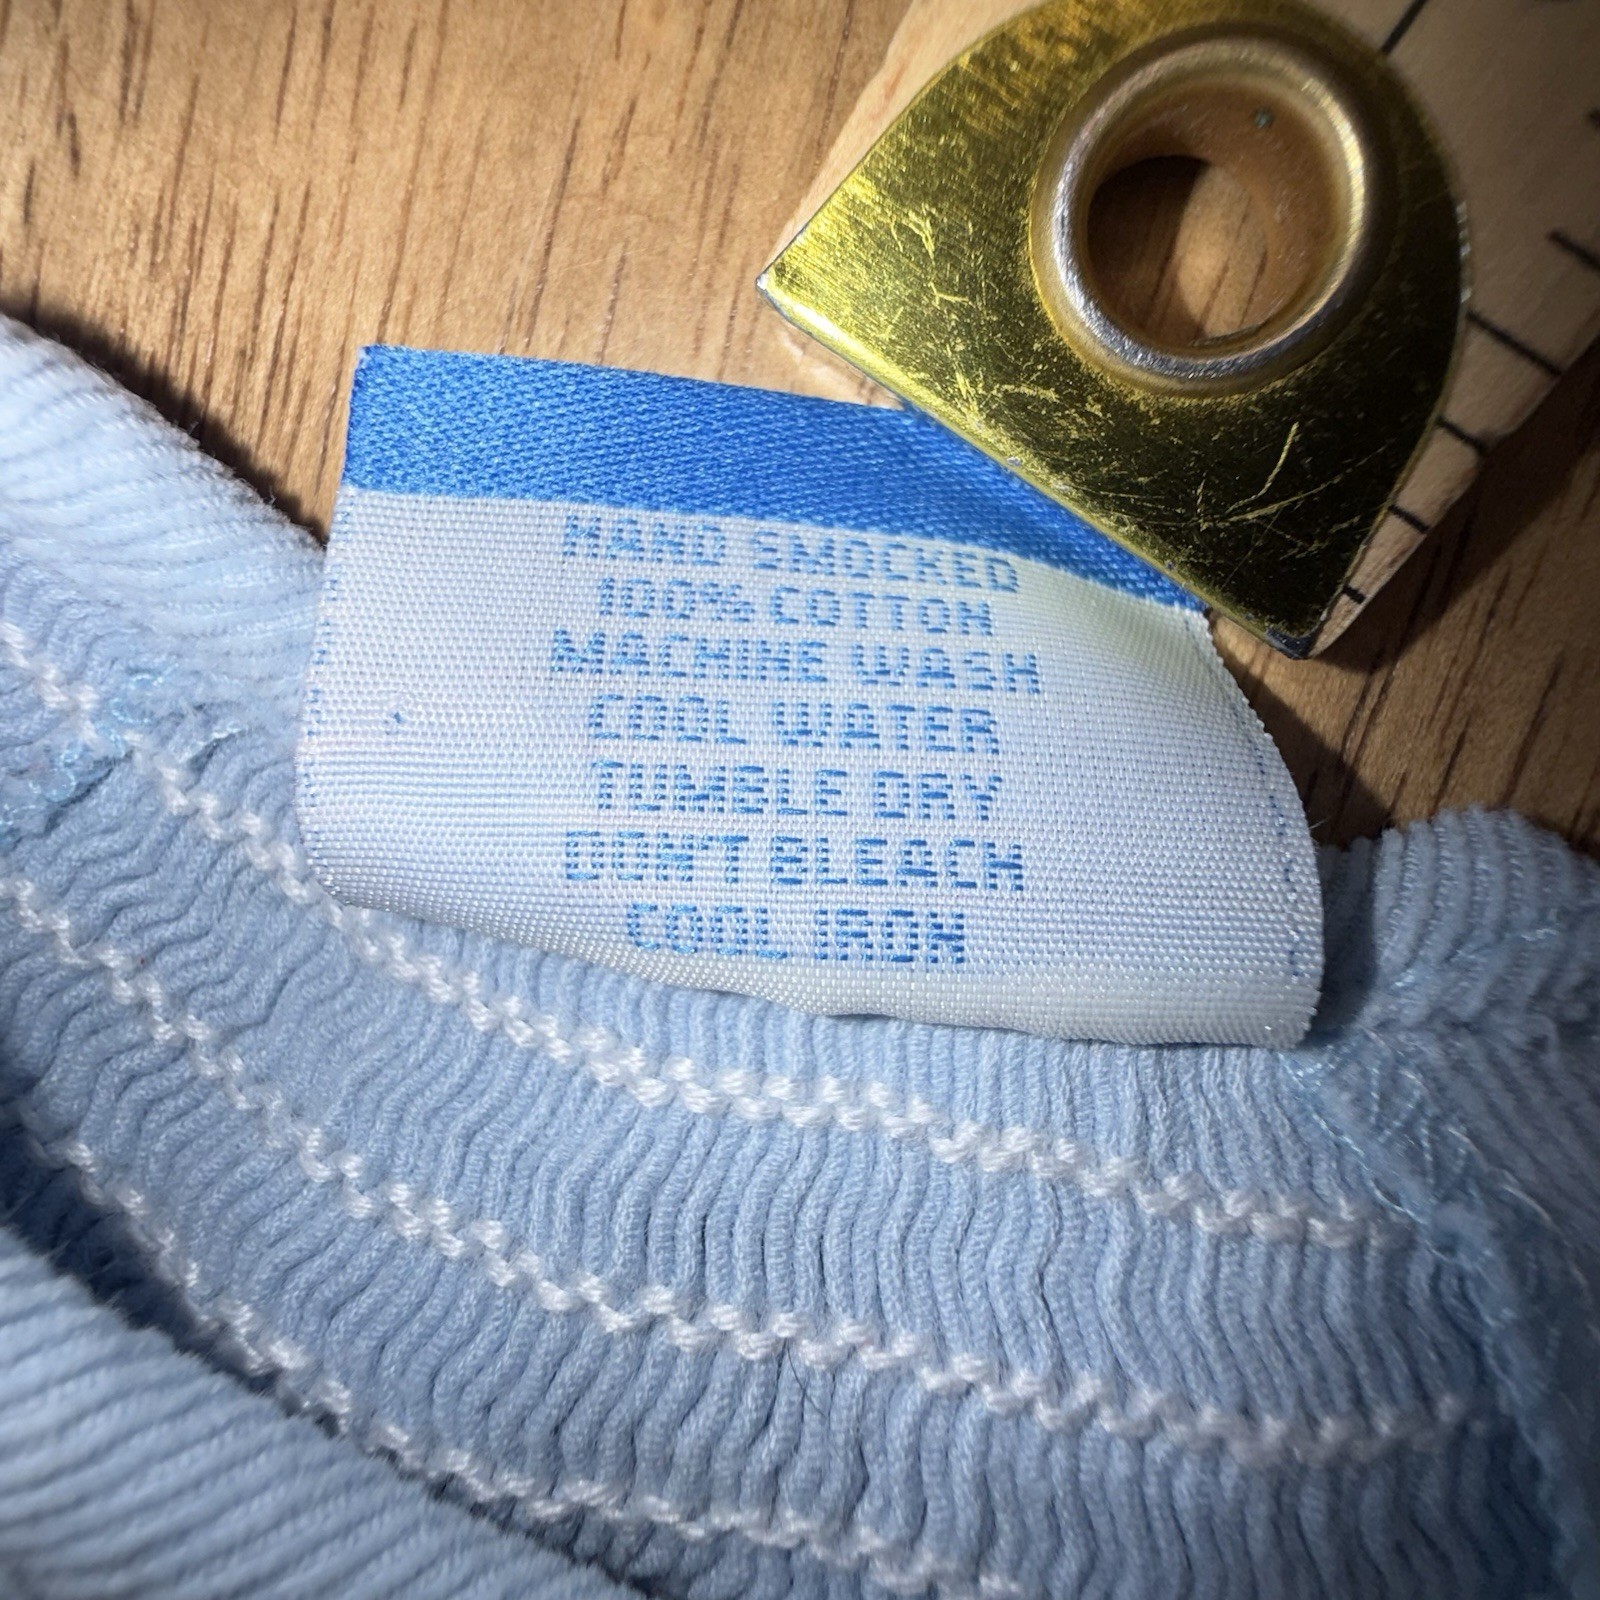 HAND SMOCKED
100% COTTON
MACHINE WASH
COOL WATER
TUMBLE DRY
DON'T BLEACH
COOL IRON